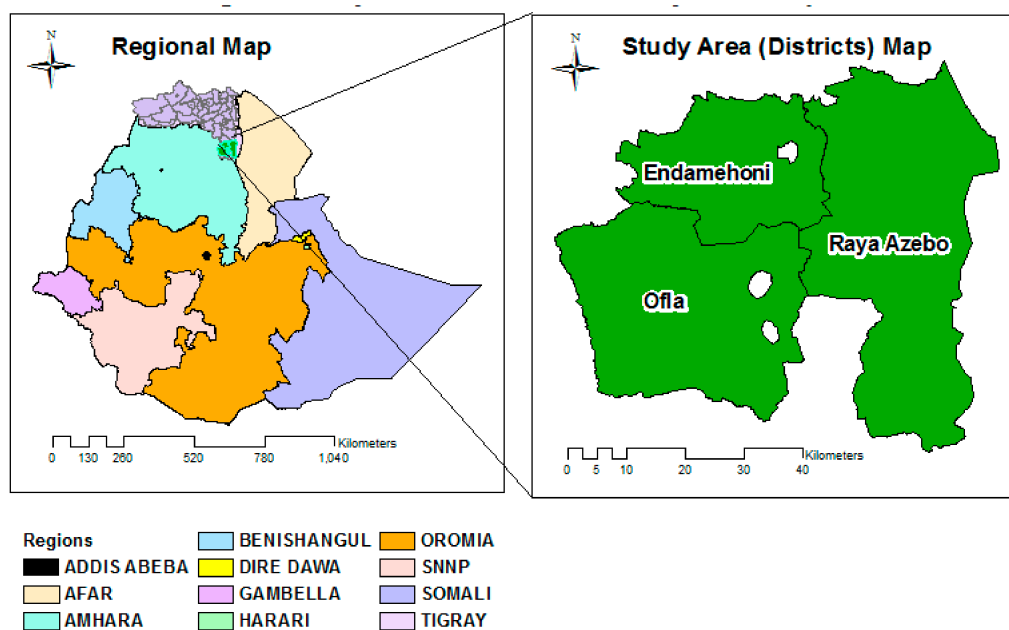 Regional Map
N
Study Area (Districts) Map
N
Endamehoni
Raya Azebo
Ofla
Kilometers
0 130 260 520 780 1,040
Kilometers
0 5 10 20 30 40
Regions
ADDIS ABEBA
AFAR
AMHARA
BENISHANGUL
DIRE DAWA
GAMBELLA
HARARI
OROMIA
SNNP
SOMALI
TIGRAY